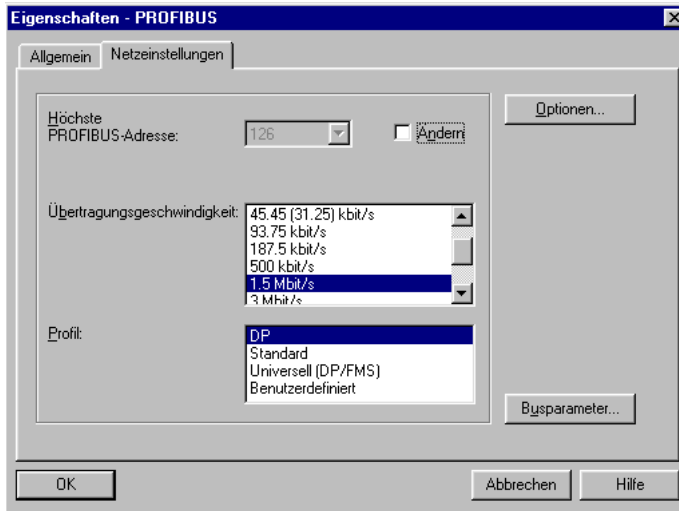 Eigenschaften - PROFIBUS
Allgemein
Netzeinstellungen
Höchste
PROFIBUS-Adresse:
126
Ändern
Optionen...
Übertragungsgeschwindigkeit:
45.45 (31.25) kbit/s
93.75 kbit/s
187.5 kbit/s
500 kbit/s
1.5 Mbit/s
3 Mbit/s
Profil:
DP
Standard
Universell (DP/FMS)
Benutzerdefiniert
Busparameter...
OK
Abbrechen
Hilfe